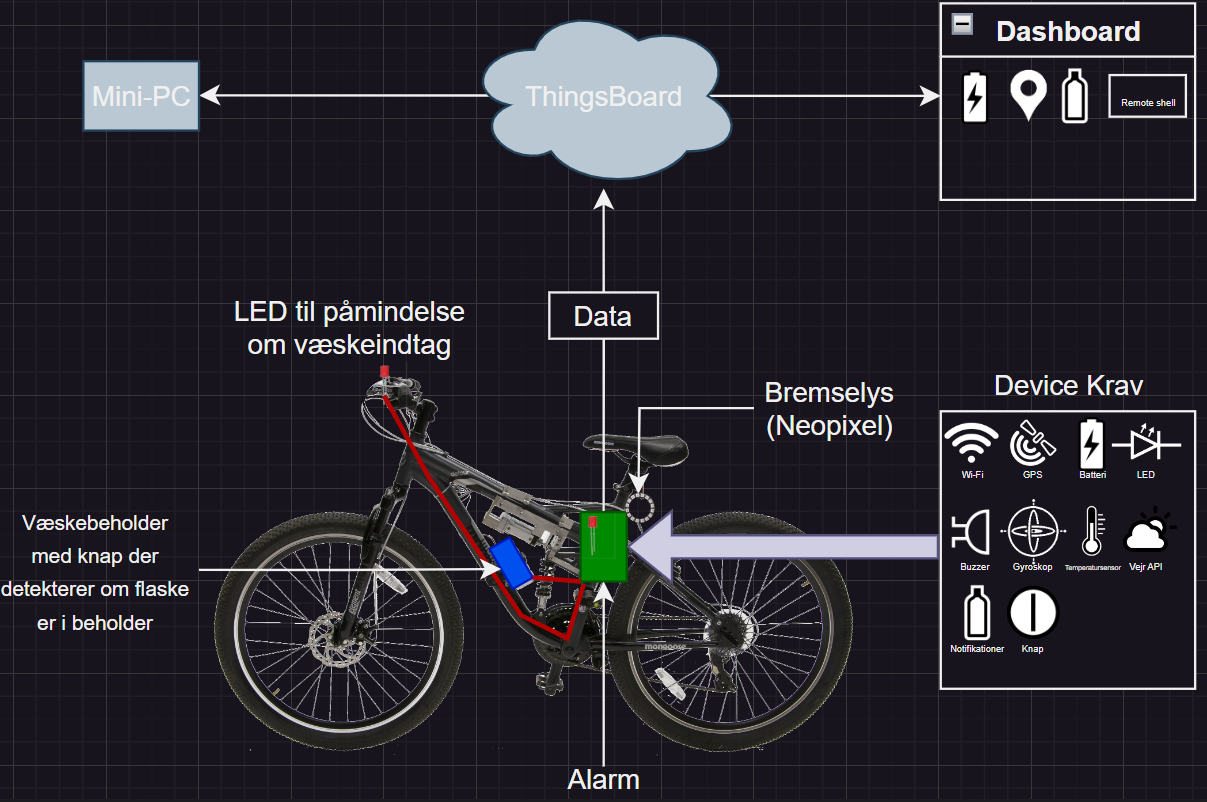 Dashboard
Mini-PC
ThingsBoard
Remote shell
Data
LED til påmindelse
om væskeindtag
Bremselys
(Neopixel)
Device Krav
Wi-Fi
GPS
Batteri
LED
Væskebeholder
med knap der
detekterer om flaske
er i beholder
Buzzer
Gyroskop
Temperatursensor
Vejr API
Notifikationer
Knap
mongoose
Alarm